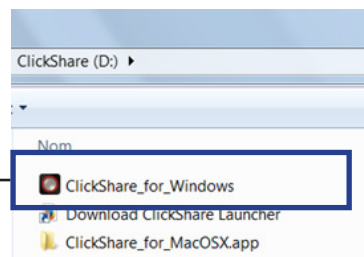 ClickShare (D:)
Nom
ClickShare_for_Windows
Download ClickShare Launcher
ClickShare_for_MacOSX.app